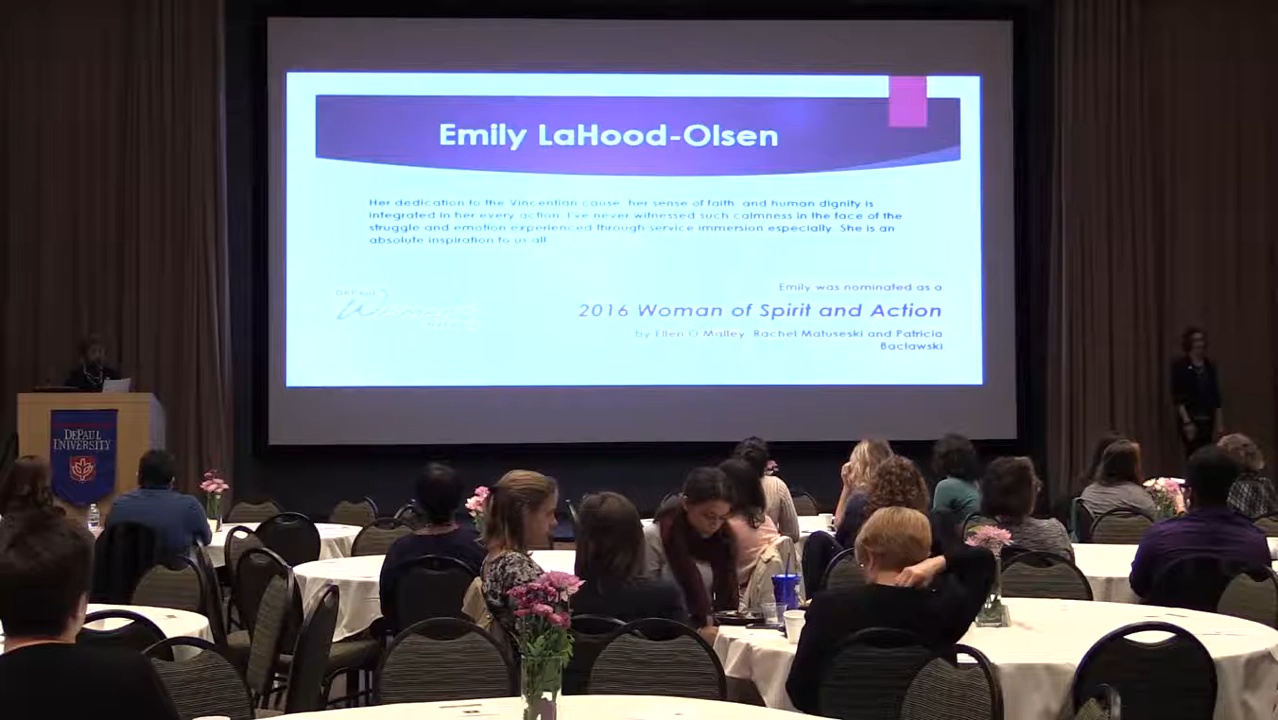 Emily LaHood-Olsen
Her dedication to the Vincentian cause, her sense of faith, and human dignity is
integrated in her every action. I've never witnessed such calmness in the face of the
struggle and emotion experienced through service immersion especially. She is an
absolute inspiration to us all.
Emily was nominated as a
DePaul
Women's
Network
2016 Woman of Spirit and Action
by Ellen O'Malley, Rachel Matuseski and Patricia
Baclawski
DEPAUL
UNIVERSITY